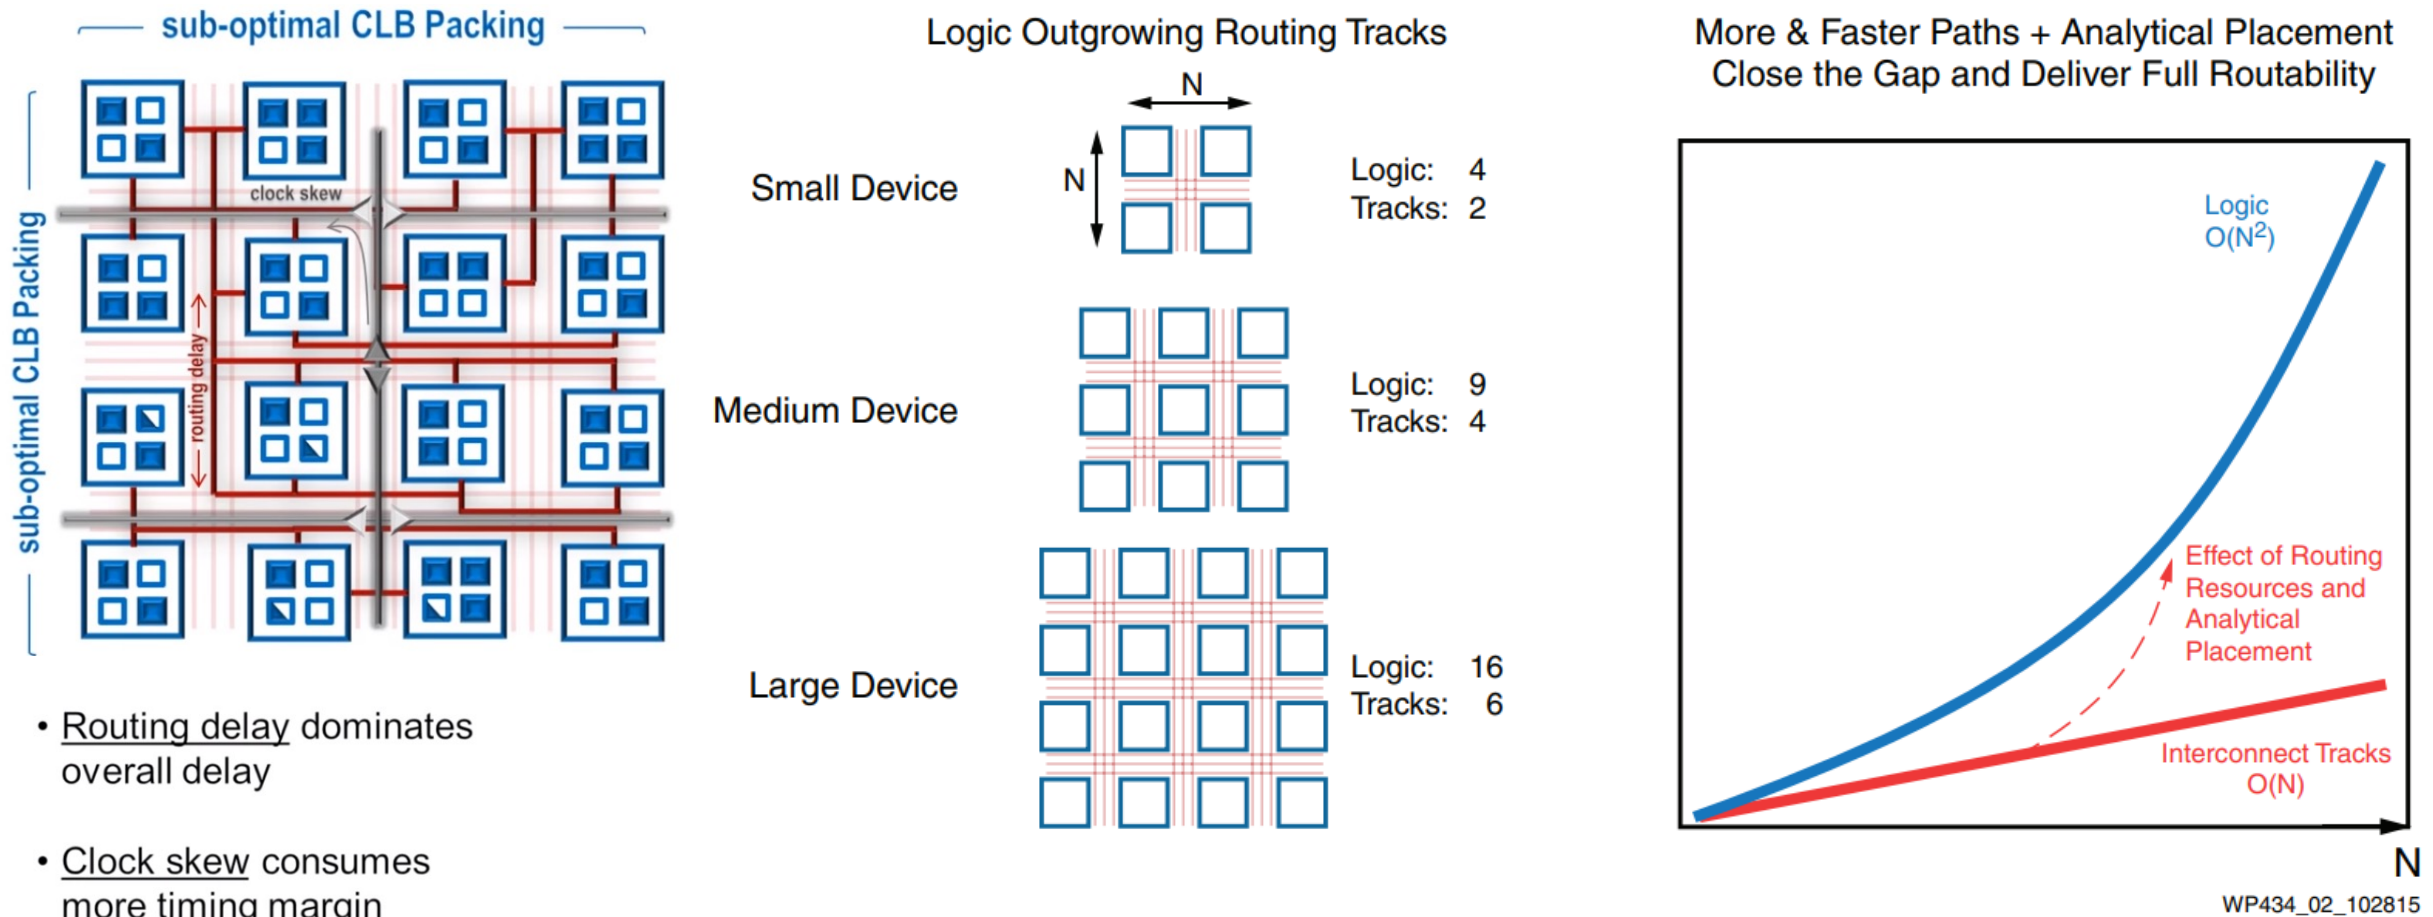 sub-optimal CLB Packing
sub-optimal CLB Packing
clock skew
routing delay
• Routing delay dominates
overall delay
• Clock skew consumes
more timing margin
Logic Outgrowing Routing Tracks
N
N
Small Device
Logic: 4
Tracks: 2
Medium Device
Logic: 9
Tracks: 4
Large Device
Logic: 16
Tracks: 6
More & Faster Paths + Analytical Placement
Close the Gap and Deliver Full Routability
Logic
O(N²)
Effect of Routing
Resources and
Analytical
Placement
Interconnect Tracks
O(N)
N
WP434_02_102815